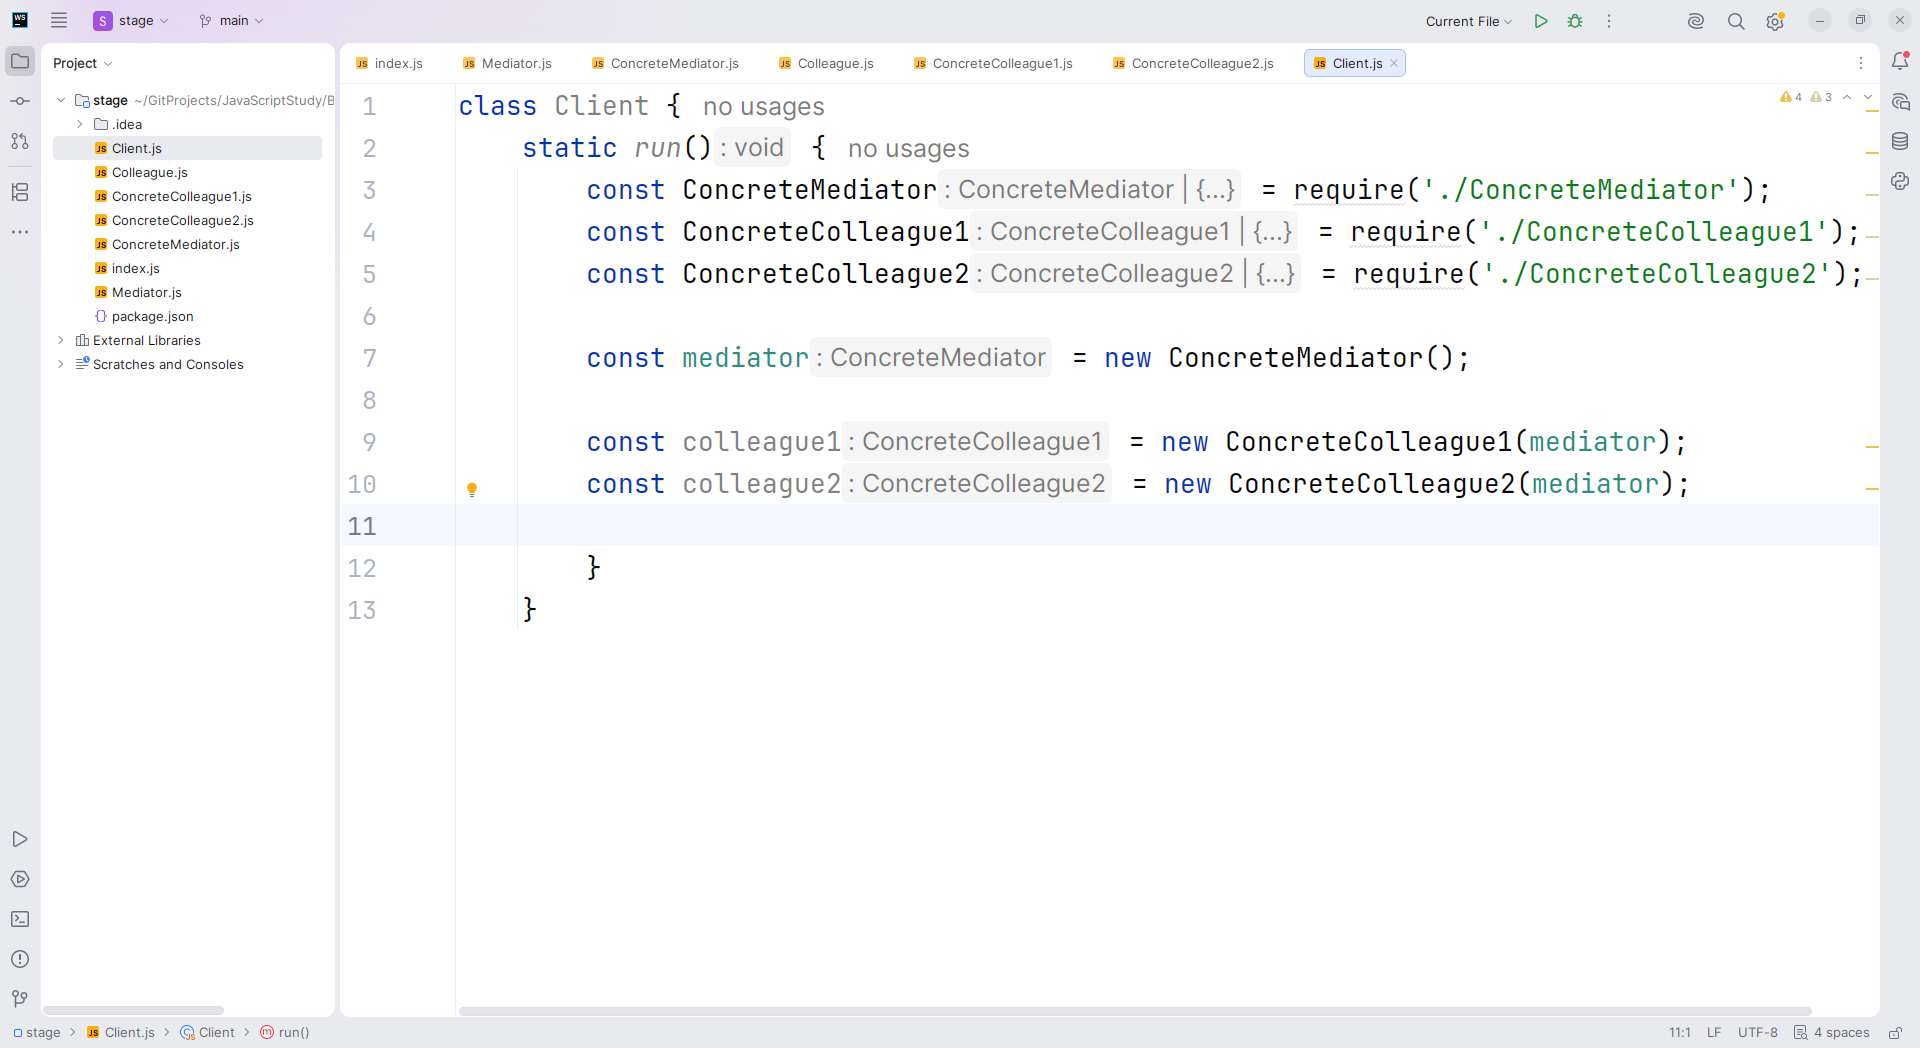 WS
S stage main
Current File
Project
stage ~/GitProjects/JavaScriptStudy/B
.idea
Client.js
Colleague.js
ConcreteColleague1.js
ConcreteColleague2.js
ConcreteMediator.js
index.js
Mediator.js
package.json
External Libraries
Scratches and Consoles
index.js Mediator.js ConcreteMediator.js Colleague.js ConcreteColleague1.js ConcreteColleague2.js Client.js
4 3
1 class Client { no usages
2 static run() : void { no usages
3 const ConcreteMediator : ConcreteMediator | {...} = require('./ConcreteMediator');
4 const ConcreteColleague1 : ConcreteColleague1 | {...} = require('./ConcreteColleague1');
5 const ConcreteColleague2 : ConcreteColleague2 | {...} = require('./ConcreteColleague2');
6
7 const mediator : ConcreteMediator = new ConcreteMediator();
8
9 const colleague1 : ConcreteColleague1 = new ConcreteColleague1(mediator);
10 const colleague2 : ConcreteColleague2 = new ConcreteColleague2(mediator);
11
12 }
13 }
stage Client.js Client run()
11:1 LF UTF-8 4 spaces